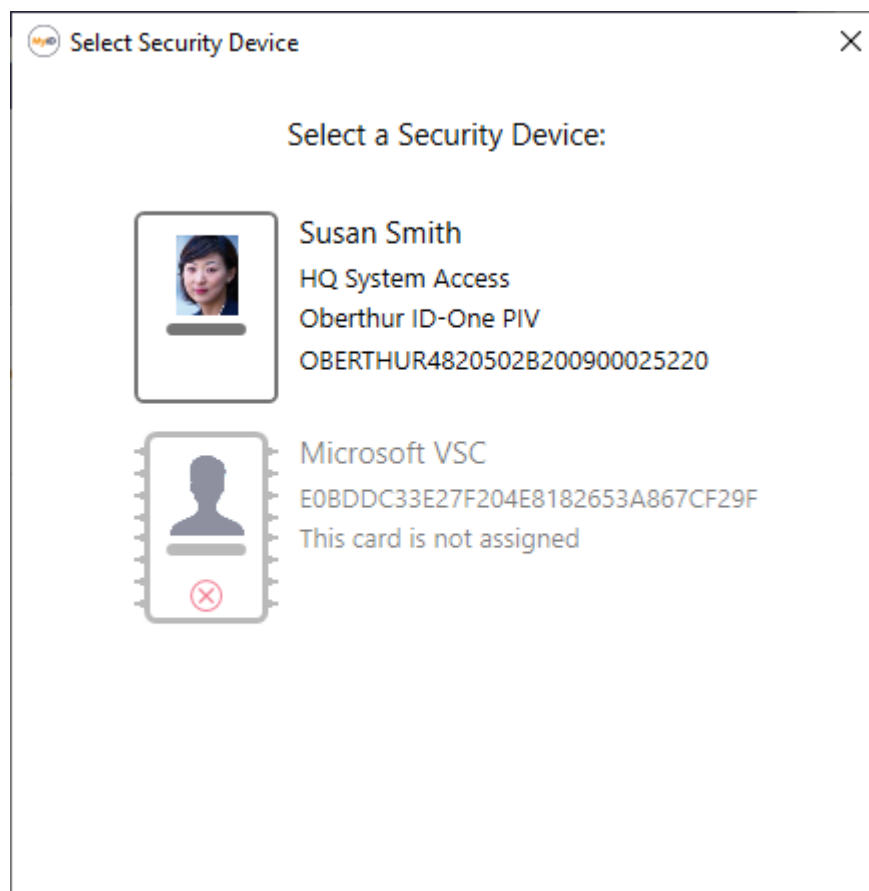 MyID Select Security Device
Select a Security Device:
Susan Smith
HQ System Access
Oberthur ID-One PIV
OBERTHUR4820502B200900025220
Microsoft VSC
E0BDDC33E27F204E8182653A867CF29F
This card is not assigned